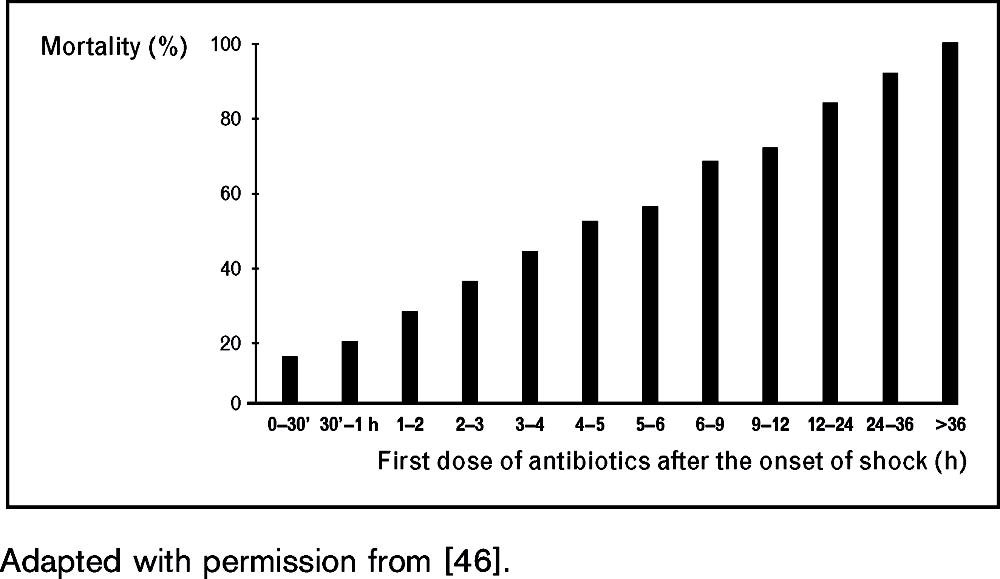 Mortality (%)
100
80
60
40
20
0
0–30' 30'–1 h 1–2 2–3 3–4 4–5 5–6 6–9 9–12 12–24 24–36 >36
First dose of antibiotics after the onset of shock (h)
Adapted with permission from [46].